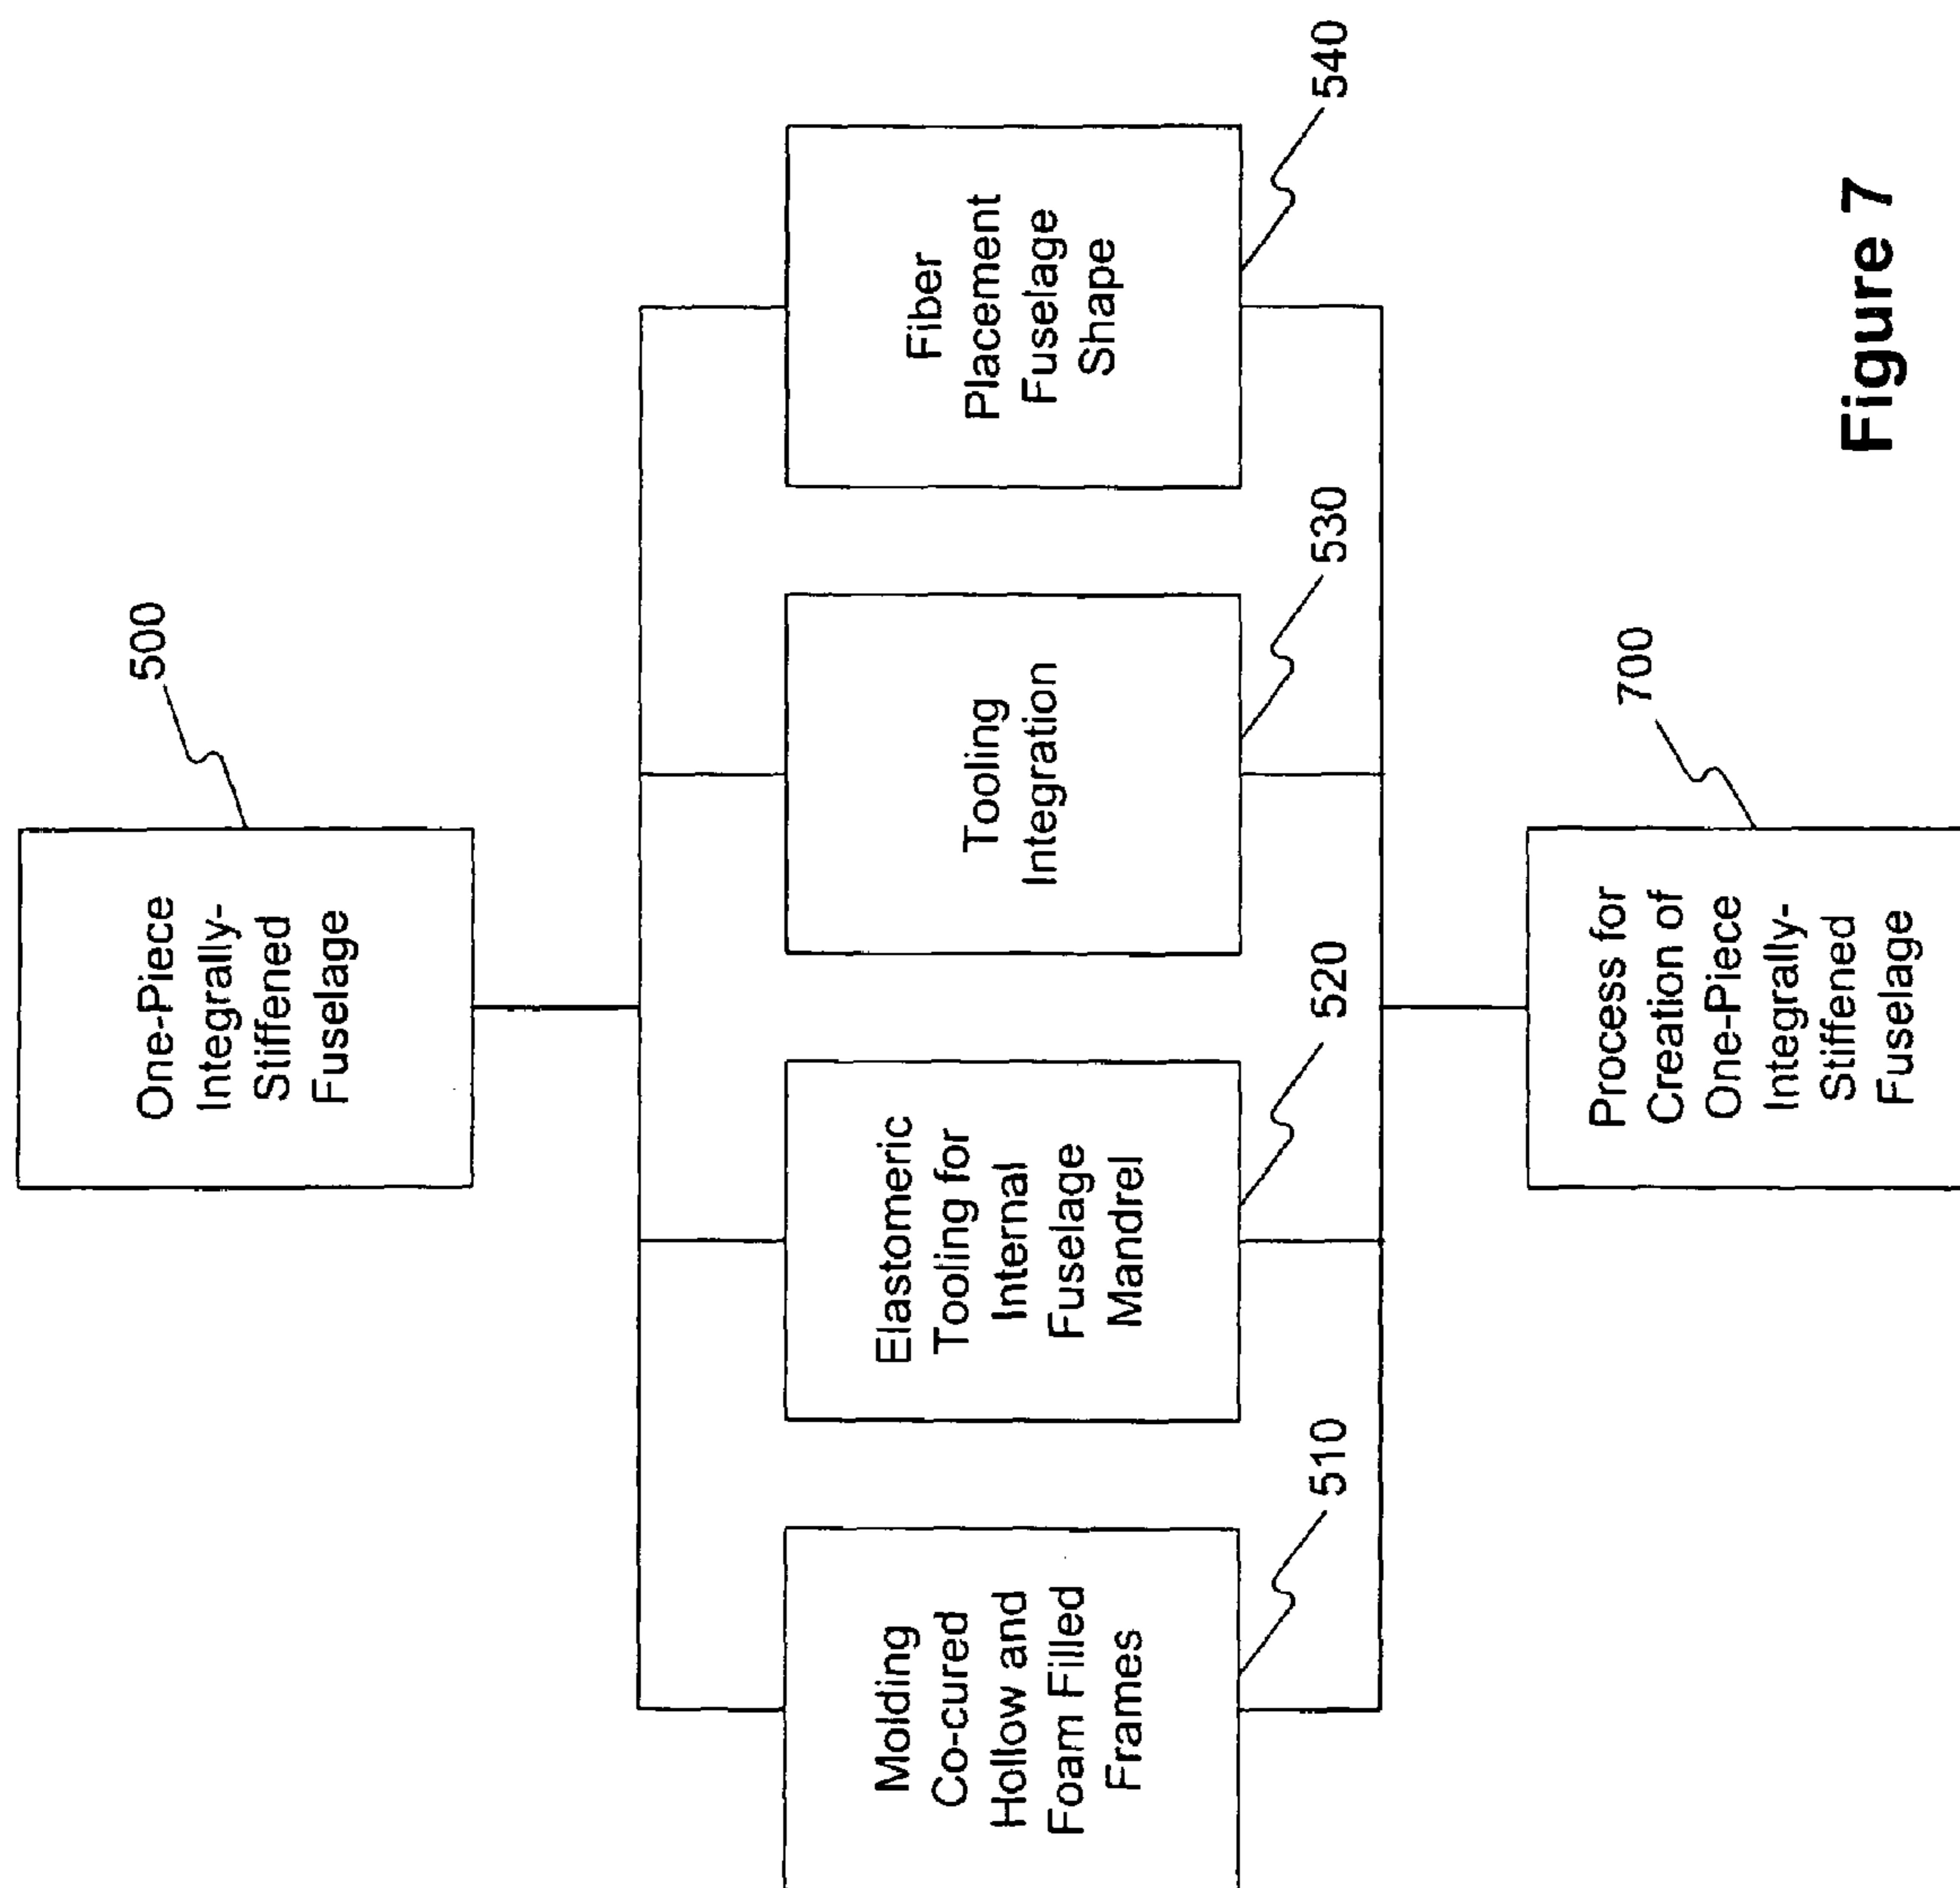 500
One-Piece
Integrally-
Stiffened
Fuselage
Molding
Co-cured
Hollow and
Foam Filled
Frames
510
Elastomeric
Tooling for
Internal
Fuselage
Mandrel
520
Tooling
Integration
530
Fiber
Placement
Fuselage
Shape
540
700
Process for
Creation of
One-Piece
Integrally-
Stiffened
Fuselage
Figure 7